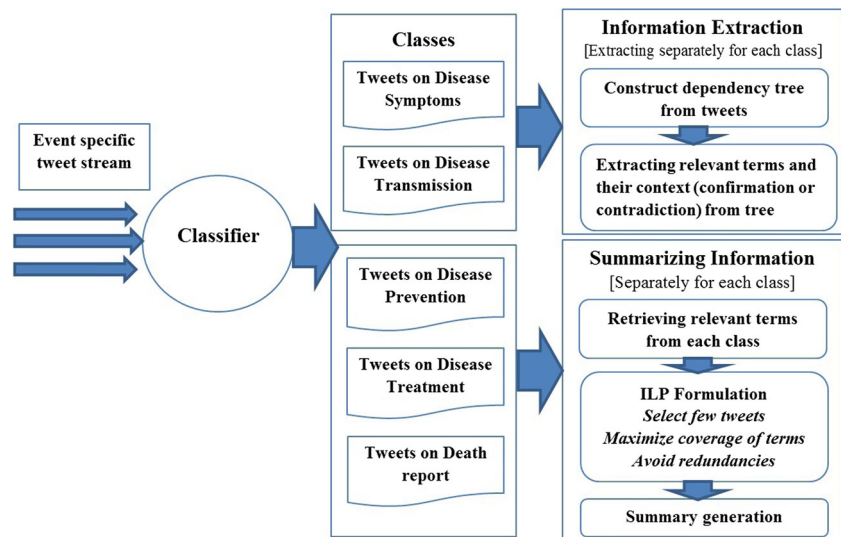 Event specific
tweet stream
Classifier
Classes
Tweets on Disease
Symptoms
Tweets on Disease
Transmission
Tweets on Disease
Prevention
Tweets on Disease
Treatment
Tweets on Death
report
Information Extraction
[Extracting separately for each class]
Construct dependency tree
from tweets
Extracting relevant terms and
their context (confirmation or
contradiction) from tree
Summarizing Information
[Separately for each class]
Retrieving relevant terms
from each class
ILP Formulation
Select few tweets
Maximize coverage of terms
Avoid redundancies
Summary generation